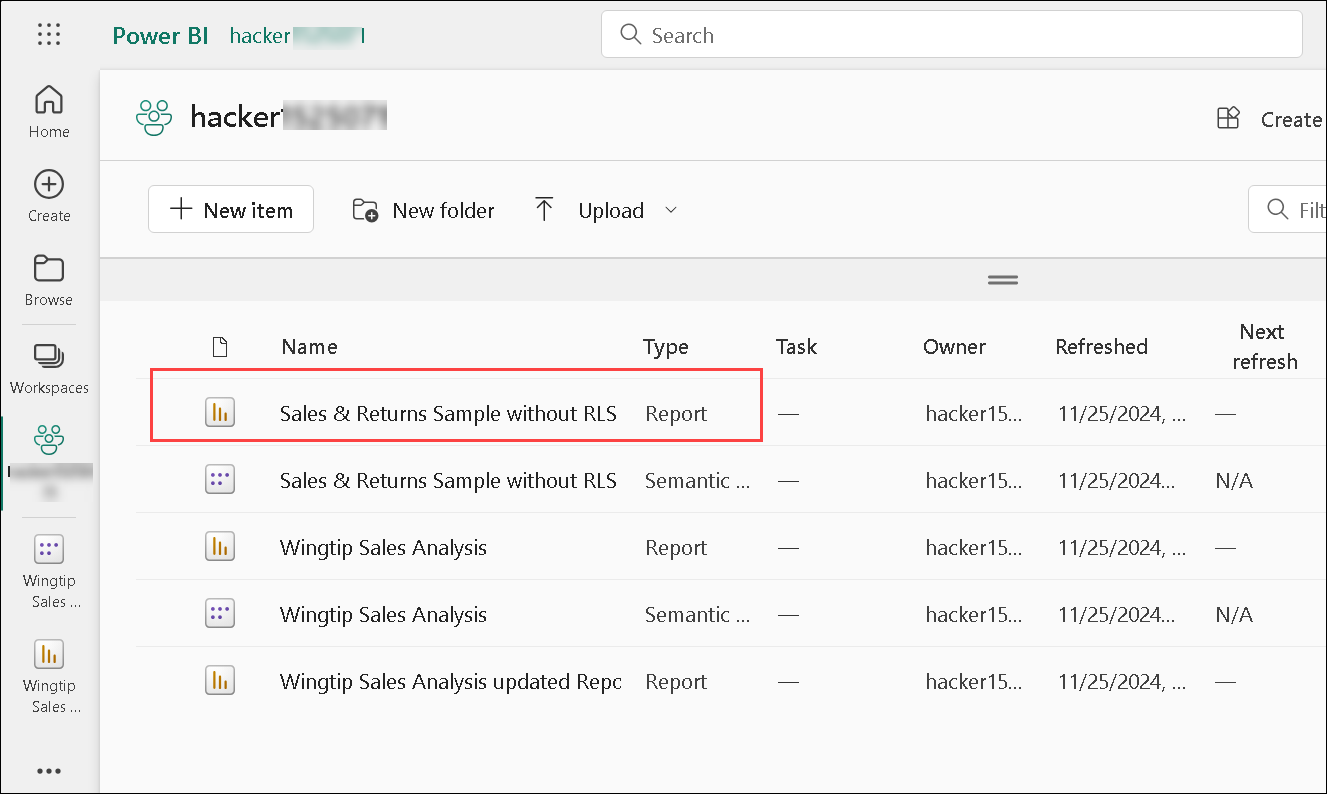 Power BI hacker
Search
Home
Create
Browse
Workspaces
Wingtip
Sales ...
Wingtip
Sales ...
hacker
Create
New item New folder Upload
Filt
Name Type Task Owner Refreshed Next
refresh
Sales & Returns Sample without RLS Report — hacker15... 11/25/2024, ... —
Sales & Returns Sample without RLS Semantic ... — hacker15... 11/25/2024... N/A
Wingtip Sales Analysis Report — hacker15... 11/25/2024, ... —
Wingtip Sales Analysis Semantic ... — hacker15... 11/25/2024... N/A
Wingtip Sales Analysis updated Repo Report — hacker15... 11/25/2024, ... —